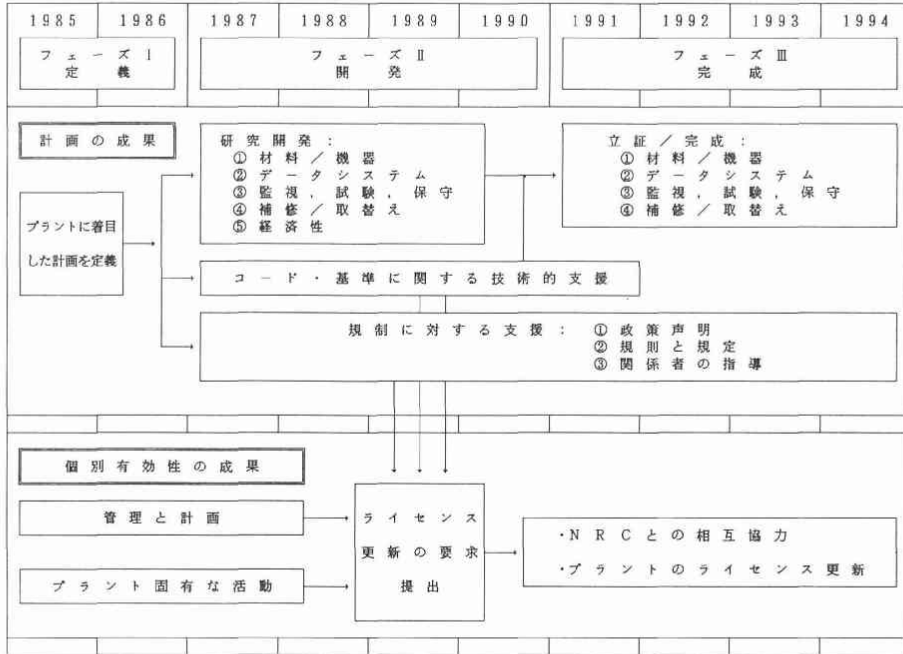 1985 1986 1987 1988 1989 1990 1991 1992 1993 1994
フェーズⅠ
定義
フェーズⅡ
開発
フェーズⅢ
完成
計画の成果
プラントに着目
した計画を定義
研究開発：
① 材料／機器
② データシステム
③ 監視，試験，保守
④ 補修／取替え
⑤ 経済性
立証／完成：
① 材料／機器
② データシステム
③ 監視，試験，保守
④ 補修／取替え
コード・基準に関する技術的支援
規制に対する支援： ① 政策声明
② 規則と規定
③ 関係者の指導
個別有効性の成果
管理と計画
プラント固有な活動
ライセンス
更新の要求
提出
・NRCとの相互協力
・プラントのライセンス更新